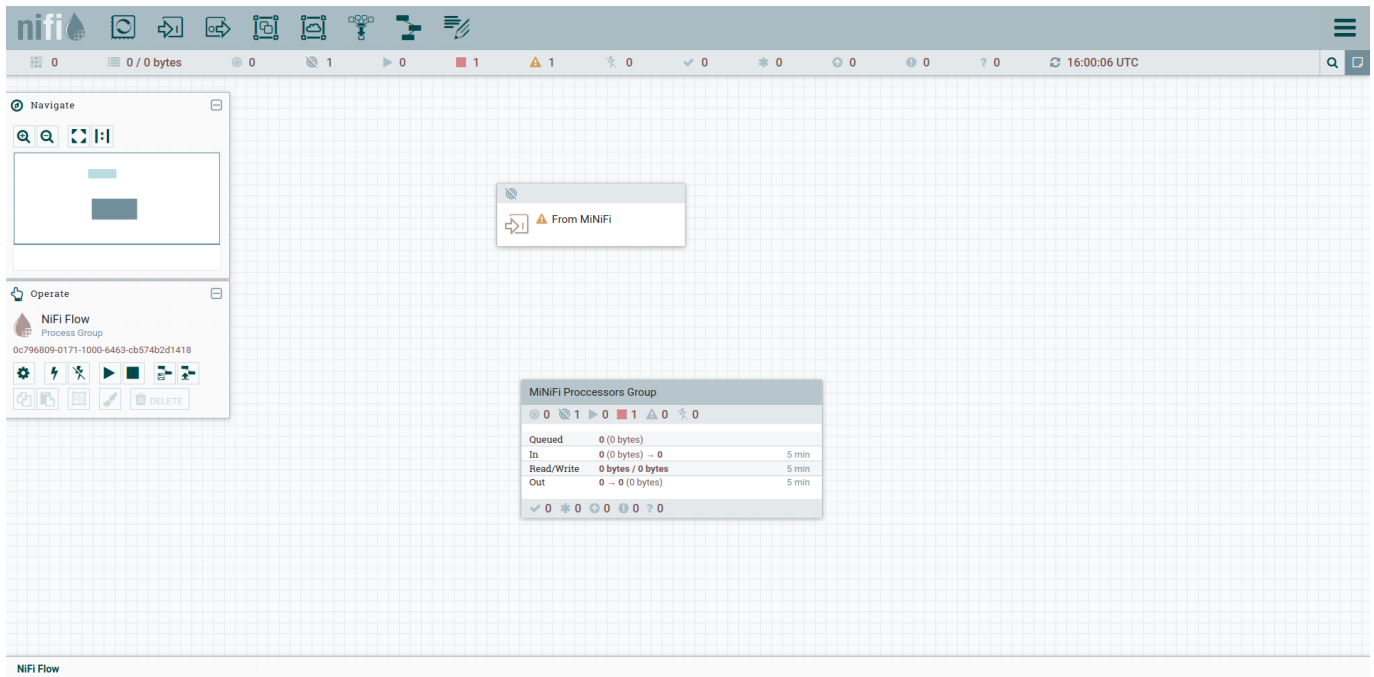 nifi
0 0 / 0 bytes 0 1 0 1 1 0 0 0 0 0 ? 0 16:00:06 UTC
Navigate
From MiNiFi
Operate
NiFi Flow
Process Group
0c796809-0171-1000-6463-cb574b2d1418
DELETE
MiNiFi Proccessors Group
0 1 0 1 0 0
Queued 0 (0 bytes)
In 0 (0 bytes) → 0 5 min
Read/Write 0 bytes / 0 bytes 5 min
Out 0 → 0 (0 bytes) 5 min
0 0 0 0 ? 0
NiFi Flow